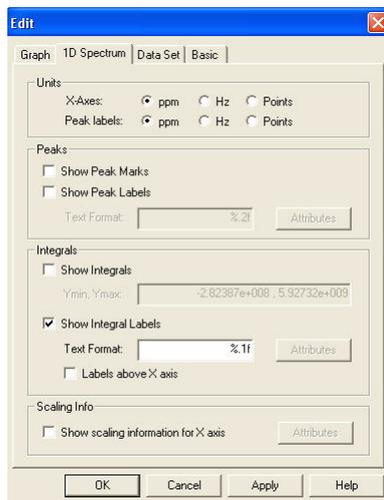 Edit
Graph 1D Spectrum Data Set Basic
Units
X-Axes: ppm Hz Points
Peak labels: ppm Hz Points
Peaks
Show Peak Marks
Show Peak Labels
Text Format: %.2f Attributes
Integrals
Show Integrals
Ymin, Ymax: -2.82387e+008 , 5.92732e+009
Show Integral Labels
Text Format: %.1f Attributes
Labels above X axis
Scaling Info
Show scaling information for X axis Attributes
OK Cancel Apply Help